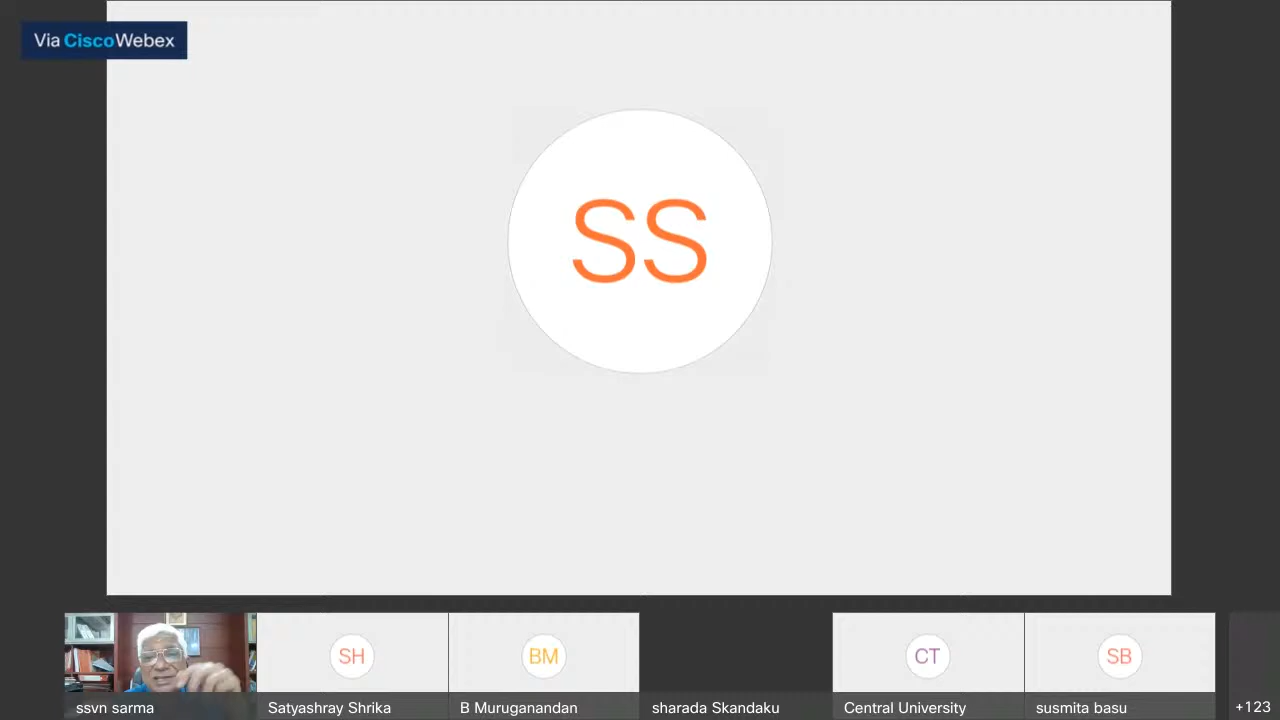 Via CiscoWebex
SS
SH
BM
CT
SB
ssvn sarma
Satyashray Shrika
B Muruganandan
sharada Skandaku
Central University
susmita basu
+123